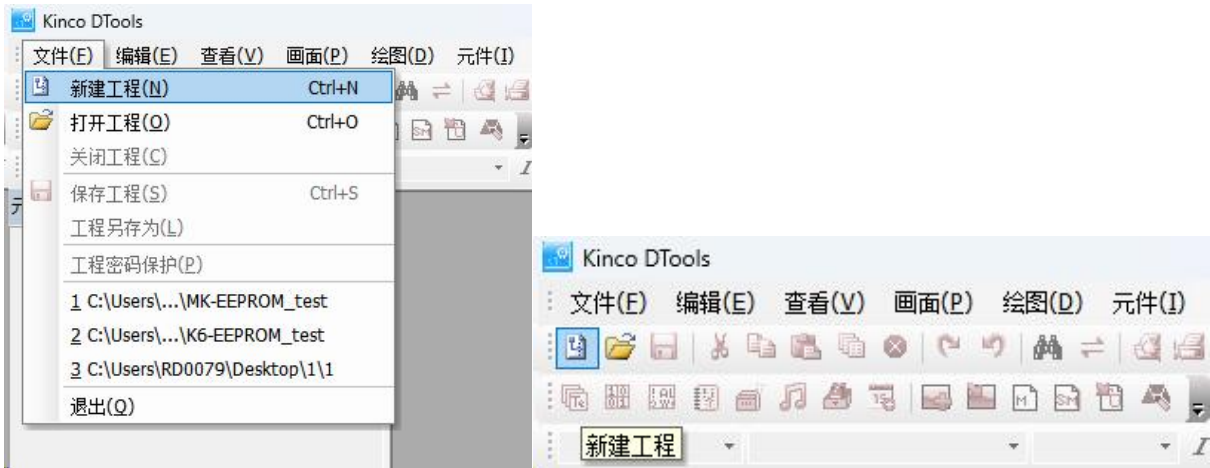 Kinco DTools
文件(F) 编辑(E) 查看(V) 画面(P) 绘图(D) 元件(I)
新建工程(N) Ctrl+N
打开工程(O) Ctrl+O
关闭工程(C)
保存工程(S) Ctrl+S
工程另存为(L)
工程密码保护(P)
1 C:\Users\...\MK-EEPROM_test
2 C:\Users\...\K6-EEPROM_test
3 C:\Users\RD0079\Desktop\1\1
退出(Q)
Kinco DTools
文件(F) 编辑(E) 查看(V) 画面(P) 绘图(D) 元件(I)
新建工程